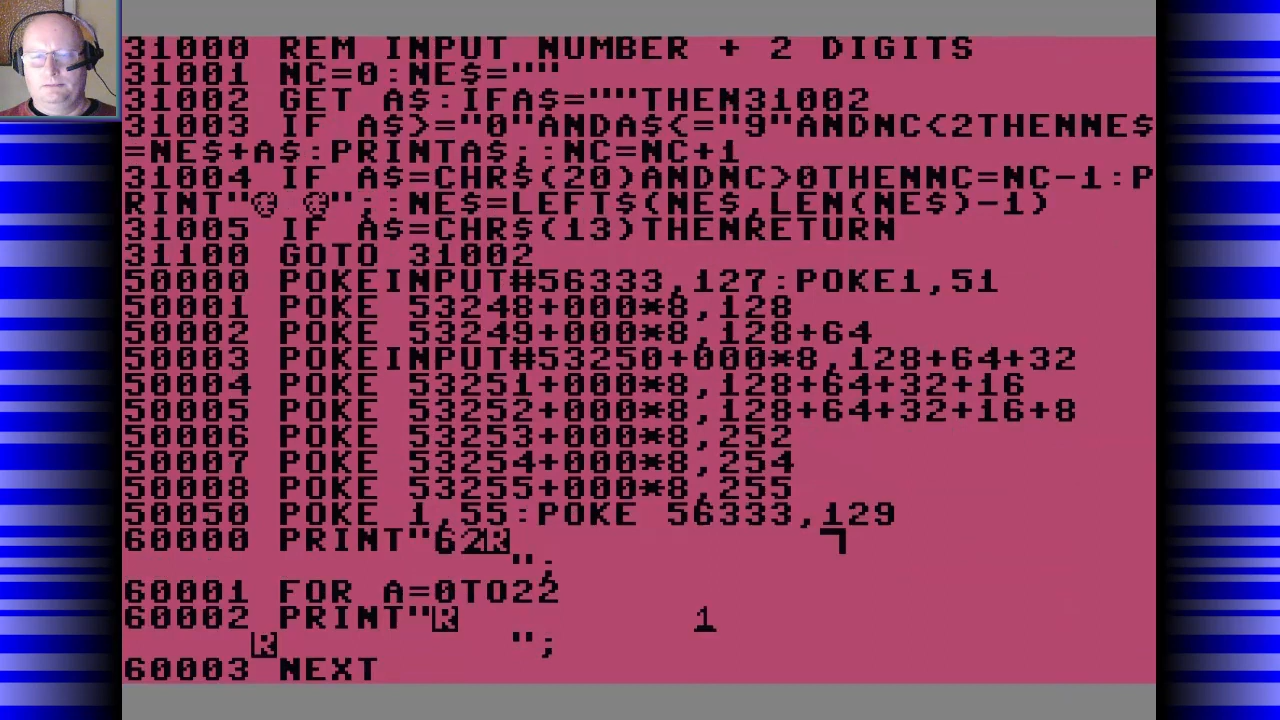 31000 REM INPUT NUMBER + 2 DIGITS
31001 NC=0:NE$=""
31002 GET A$:IFA$=""THEN31002
31003 IF A$>="0"ANDA$<="9"ANDNC<2THENNE$
=NE$+A$:PRINTA$;:NC=NC+1
31004 IF A$=CHR$(20)ANDNC>0THENNC=NC-1:P
RINT" ";:NE$=LEFT$(NE$,LEN(NE$)-1)
31005 IF A$=CHR$(13)THENRETURN
31100 GOTO 31002
50000 POKEINPUT#56333,127:POKE1,51
50001 POKE 53248+000*8,128
50002 POKE 53249+000*8,128+64
50003 POKEINPUT#53250+000*8,128+64+32
50004 POKE 53251+000*8,128+64+32+16
50005 POKE 53252+000*8,128+64+32+16+8
50006 POKE 53253+000*8,252
50007 POKE 53254+000*8,254
50008 POKE 53255+000*8,255
50050 POKE 1,55:POKE 56333,129
60000 PRINT"62R
";
60001 FOR A=0TO22
60002 PRINT"R 1
R ";
60003 NEXT